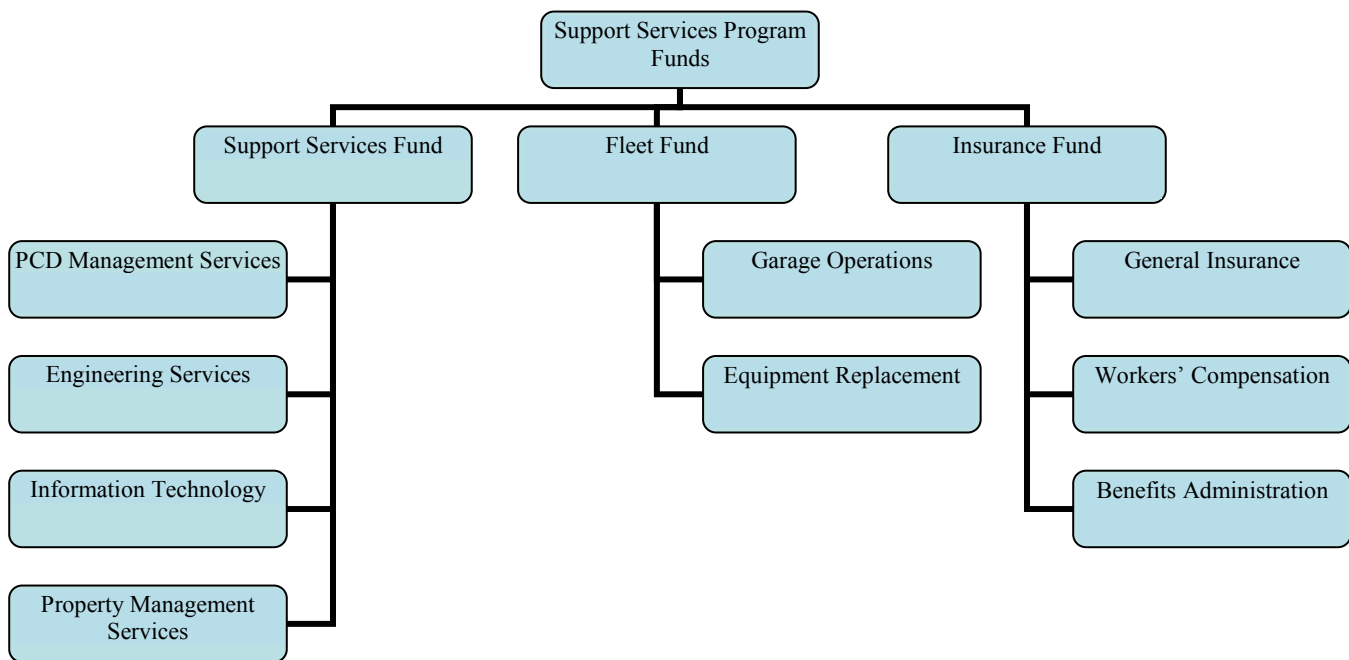 Support Services Program
Funds
Support Services Fund
Fleet Fund
Insurance Fund
PCD Management Services
Garage Operations
General Insurance
Engineering Services
Equipment Replacement
Workers’ Compensation
Information Technology
Benefits Administration
Property Management
Services